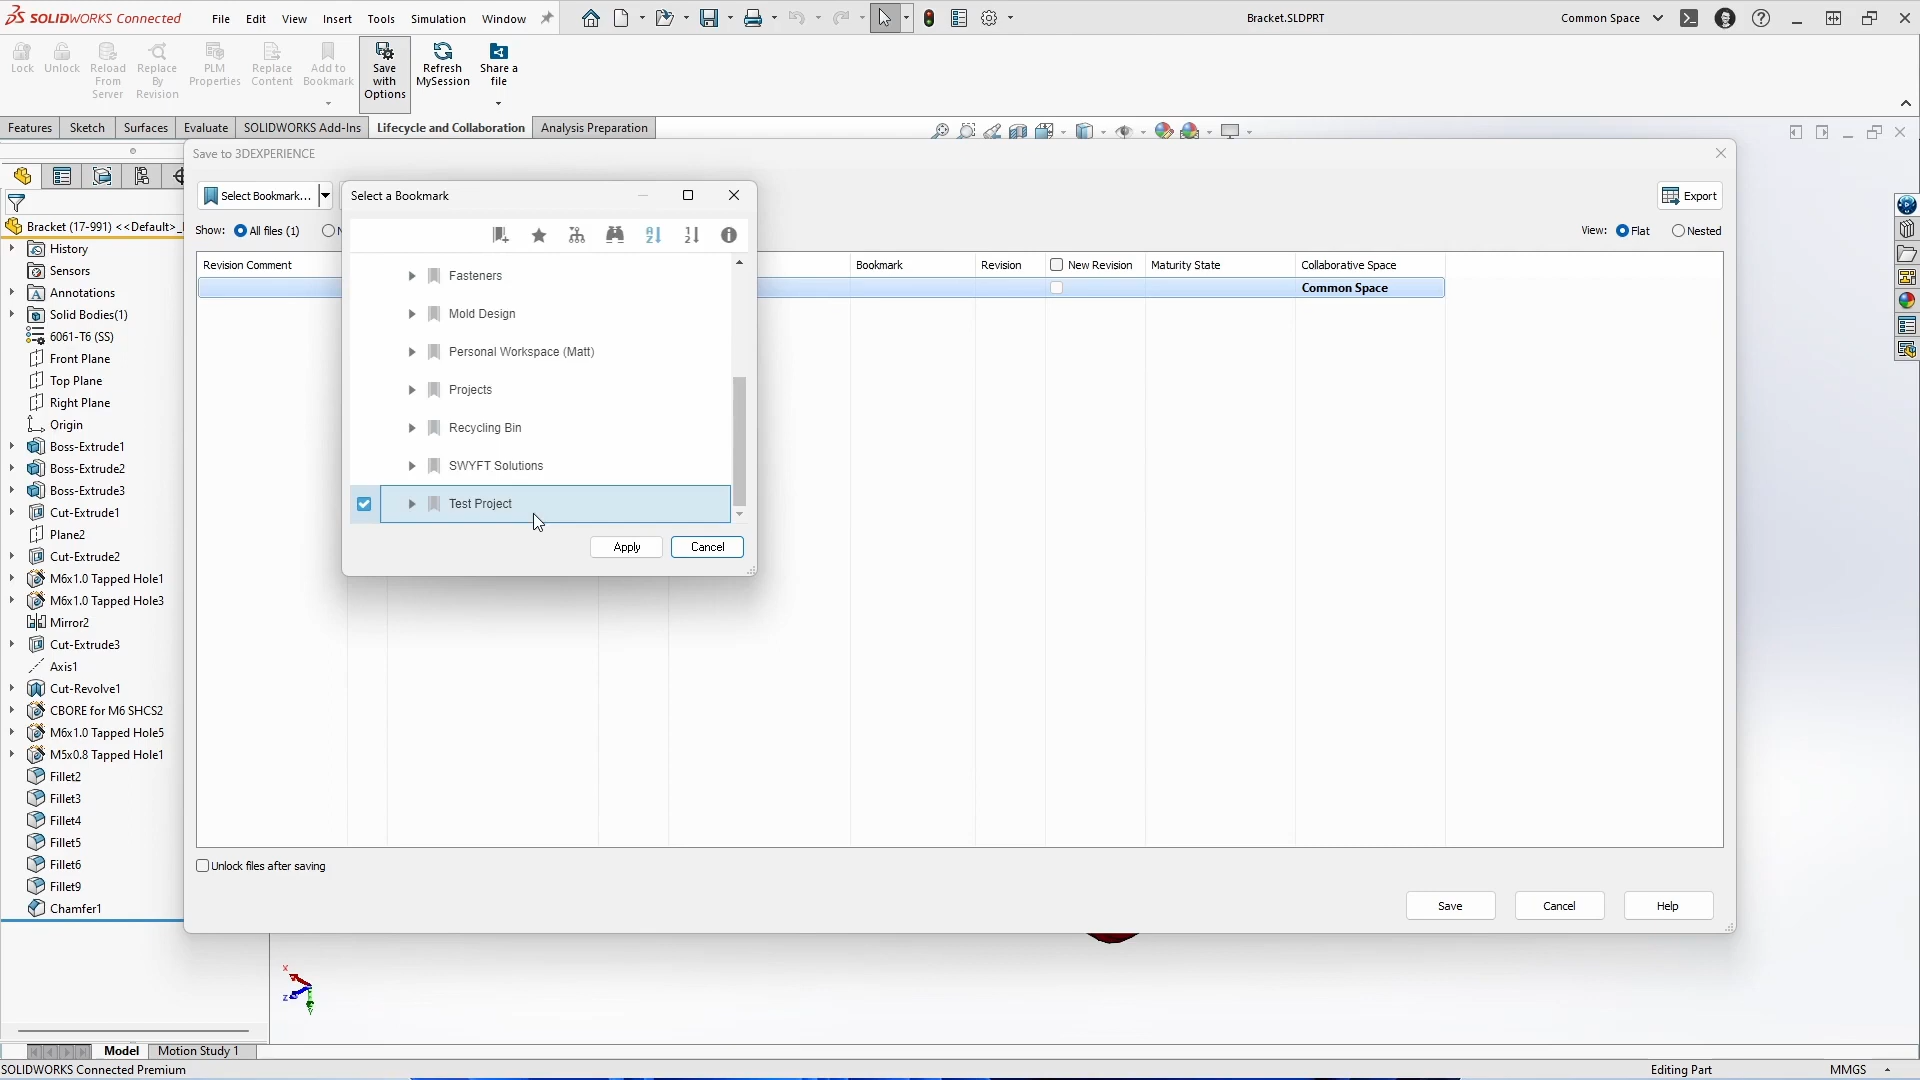 SOLIDWORKS Connected
File
Edit
View
Insert
Tools
Simulation
Window
Bracket.SLDPRT
Common Space
Lock
Unlock
Reload
From
Server
Replace
By
Revision
PLM
Properties
Replace
Content
Add to
Bookmark
Save
with
Options
Refresh
MySession
Share a
file
Features
Sketch
Surfaces
Evaluate
SOLIDWORKS Add-Ins
Lifecycle and Collaboration
Analysis Preparation
Save to 3DEXPERIENCE
Select Bookmark...
Select a Bookmark
Export
Show:
All files (1)
View:
Flat
Nested
Revision Comment
Bookmark
Revision
New Revision
Maturity State
Collaborative Space
Common Space
Fasteners
Mold Design
Personal Workspace (Matt)
Projects
Recycling Bin
SWYFT Solutions
Test Project
Apply
Cancel
Bracket (17-991) <<Default>_
History
Sensors
Annotations
Solid Bodies(1)
6061-T6 (SS)
Front Plane
Top Plane
Right Plane
Origin
Boss-Extrude1
Boss-Extrude2
Boss-Extrude3
Cut-Extrude1
Plane2
Cut-Extrude2
M6x1.0 Tapped Hole1
M6x1.0 Tapped Hole3
Mirror2
Cut-Extrude3
Axis1
Cut-Revolve1
CBORE for M6 SHCS2
M6x1.0 Tapped Hole5
M5x0.8 Tapped Hole1
Fillet2
Fillet3
Fillet4
Fillet5
Fillet6
Fillet9
Chamfer1
Unlock files after saving
Save
Cancel
Help
x
z
Y
Model
Motion Study 1
SOLIDWORKS Connected Premium
Editing Part
MMGS